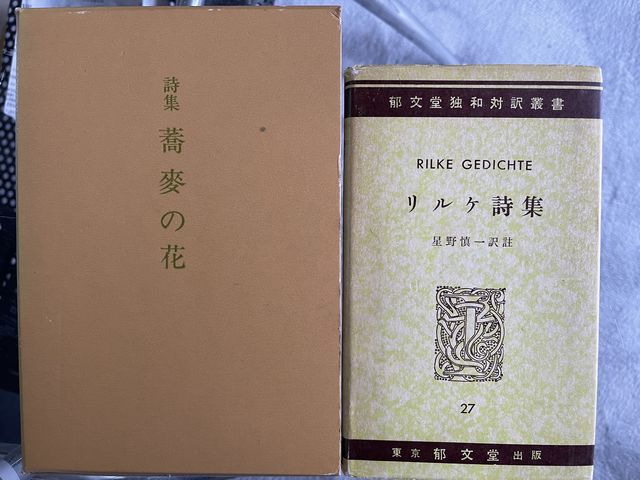 詩集 蕎麥の花
郁文堂独和対訳叢書
RILKE GEDICHTE
リルケ詩集
星野慎一訳註
27
東京 郁文堂 出版